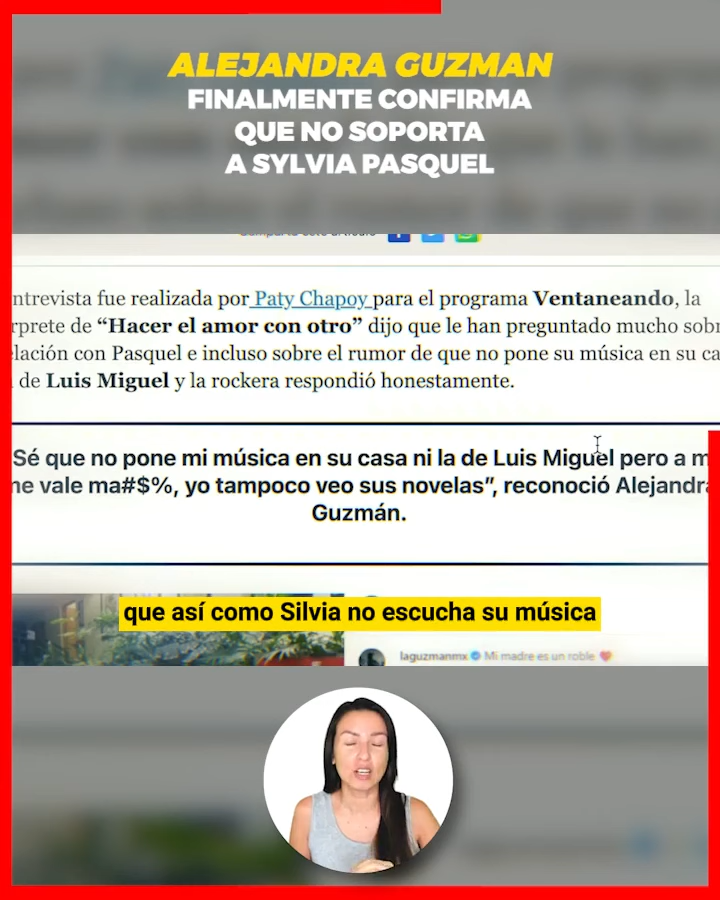 ALEJANDRA GUZMAN
FINALMENTE CONFIRMA
QUE NO SOPORTA
A SYLVIA PASQUEL
ntrevista fue realizada por Paty Chapoy para el programa Ventaneando, la
rprete de “Hacer el amor con otro” dijo que le han preguntado mucho sobr
lación con Pasquel e incluso sobre el rumor de que no pone su música en su ca
de Luis Miguel y la rockera respondió honestamente.
Sé que no pone mi música en su casa ni la de Luis Miguel pero a m
ne vale ma#$%, yo tampoco veo sus novelas”, reconoció Alejandra
Guzmán.
que así como Silvia no escucha su música
laguzmanmx Mi madre es un roble